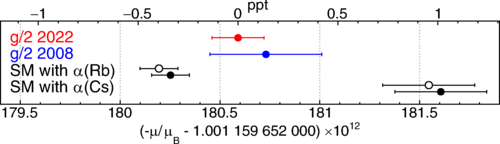 ppt
−1 −0.5 0 0.5 1
g/2 2022
g/2 2008
SM with α(Rb)
SM with α(Cs)
179.5 180 180.5 181 181.5
(-μ/μB - 1.001 159 652 000) ×10¹²